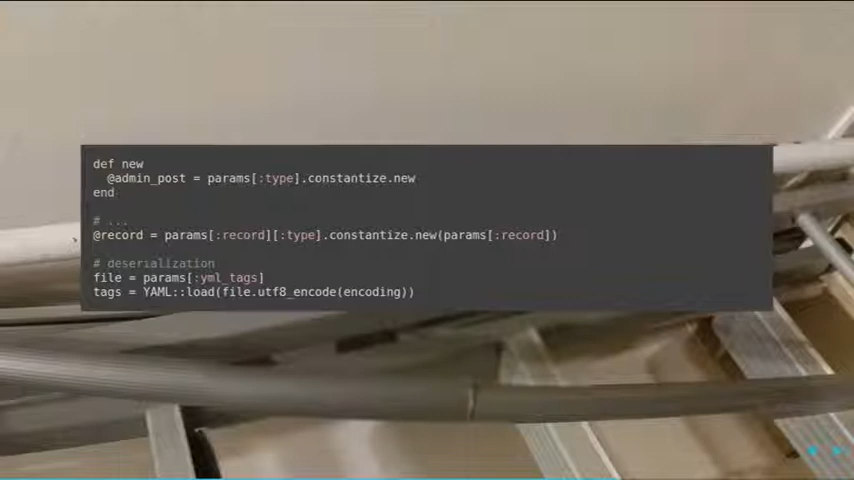 def new
  @admin_post = params[:type].constantize.new
end
# ...
@record = params[:record][:type].constantize.new(params[:record])
# deserialization
file = params[:yml_tags]
tags = YAML::load(file.utf8_encode(encoding))